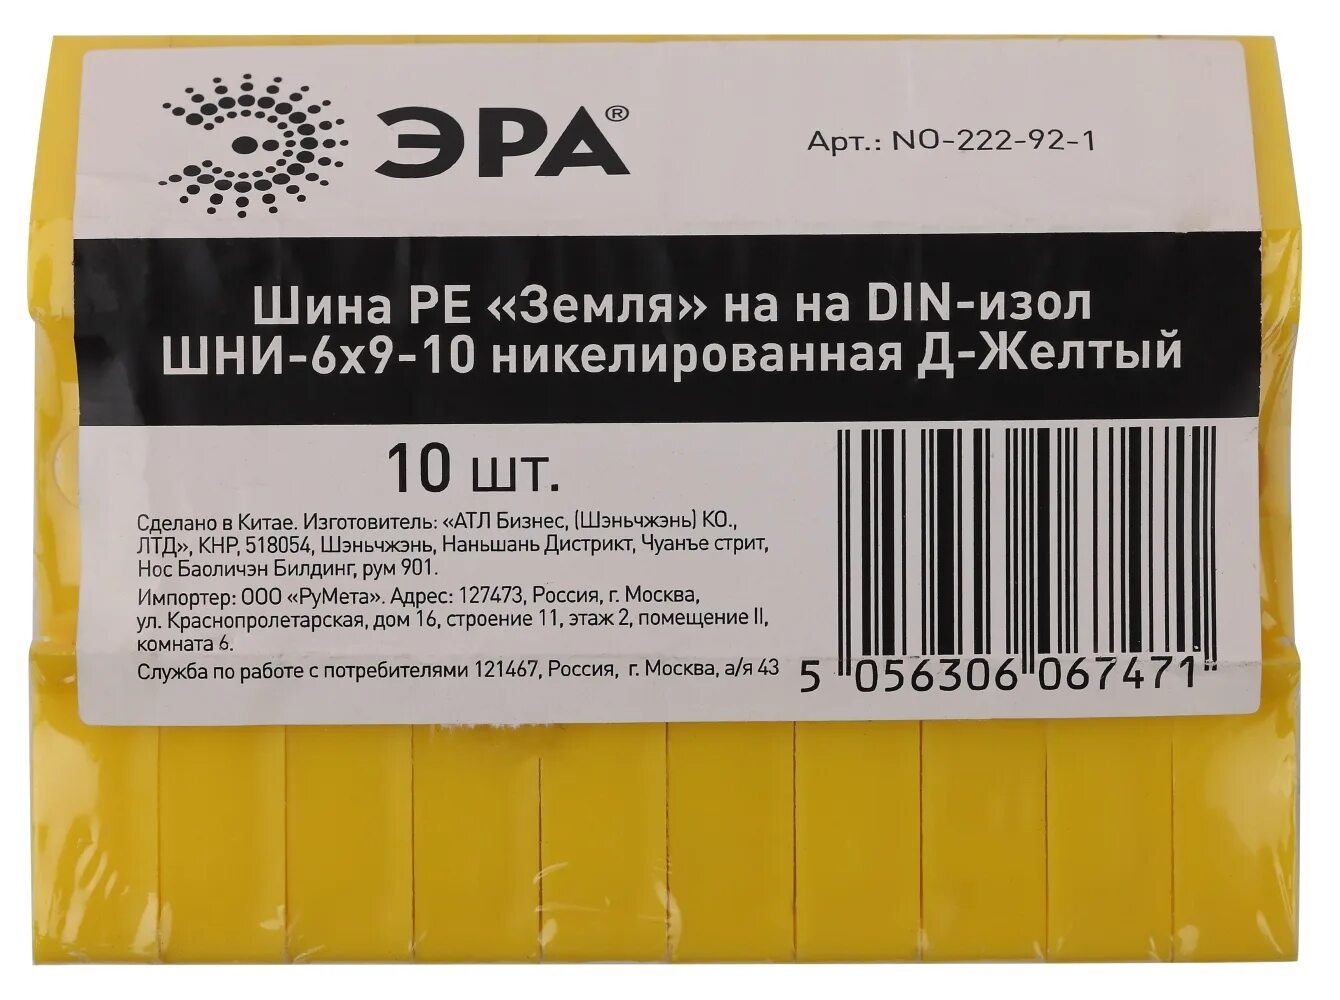 ЭРА®
Арт.: NO-222-92-1
Шина PE «Земля» на на DIN-изол
ШНИ-6x9-10 никелированная Д-Желтый
10 шт.
Сделано в Китае. Изготовитель: «АТЛ Бизнес, (Шэньчжэнь) КО.,
ЛТД», КНР, 518054, Шэньчжэнь, Наньшань Дистрикт, Чуанъе стрит,
Нос Баоличэн Билдинг, рум 901.
Импортер: ООО «РуМета». Адрес: 127473, Россия, г. Москва,
ул. Краснопролетарская, дом 16, строение 11, этаж 2, помещение II,
комната 6.
Служба по работе с потребителями 121467, Россия, г. Москва, а/я 43
5 056306 067471